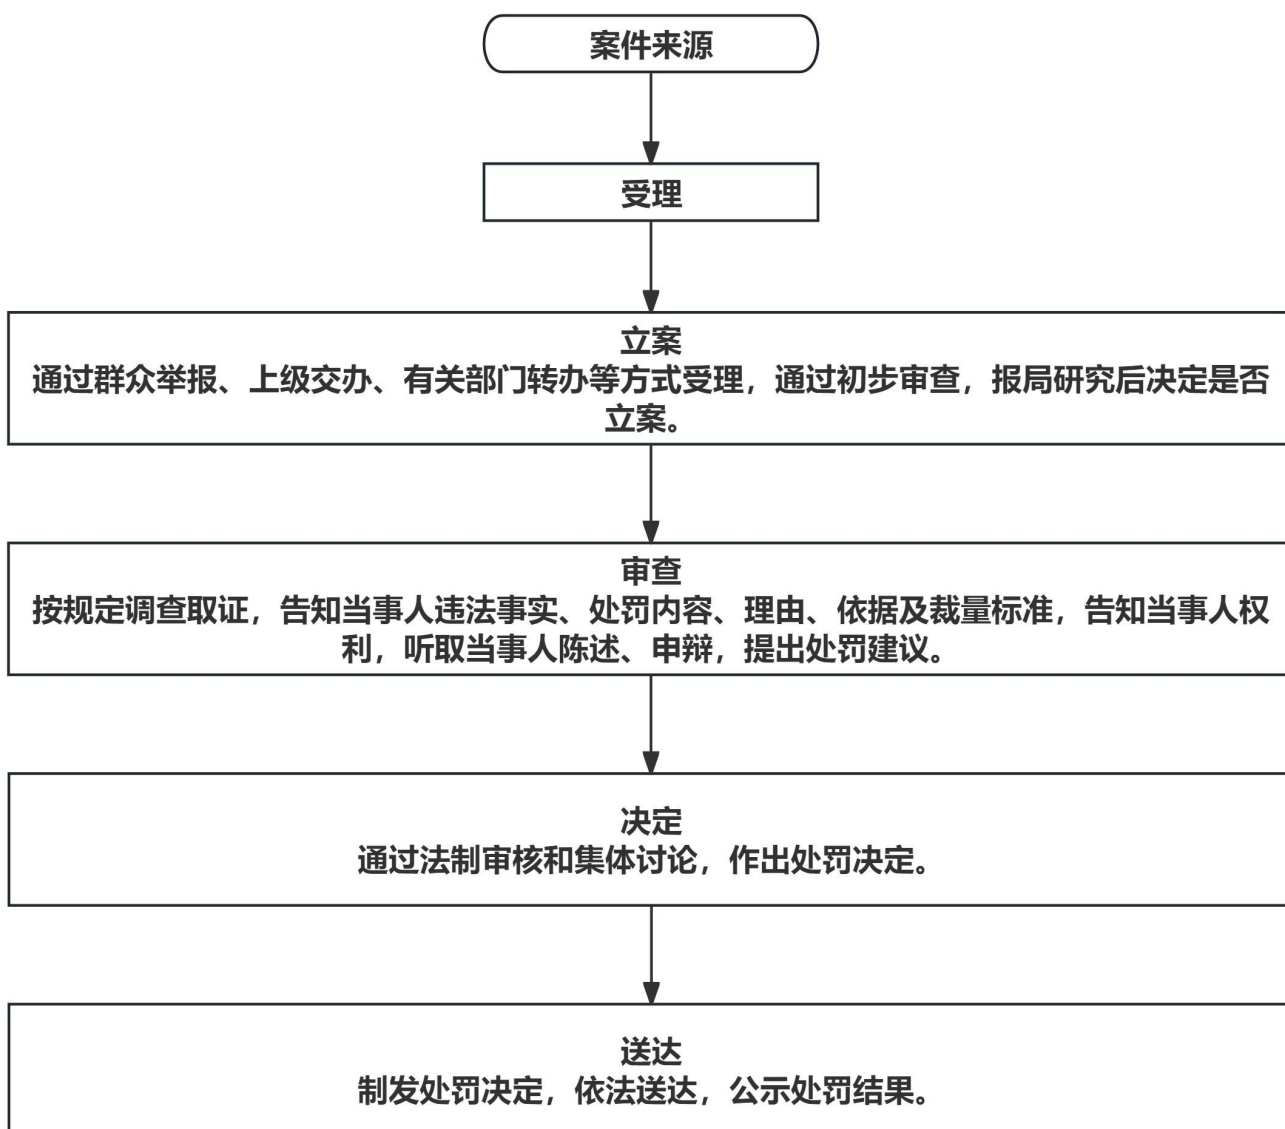 案件来源
受理
立案
通过群众举报、上级交办、有关部门转办等方式受理，通过初步审查，报局研究后决定是否
立案。
审查
按规定调查取证，告知当事人违法事实、处罚内容、理由、依据及裁量标准，告知当事人权
利，听取当事人陈述、申辩，提出处罚建议。
决定
通过法制审核和集体讨论，作出处罚决定。
送达
制发处罚决定，依法送达，公示处罚结果。